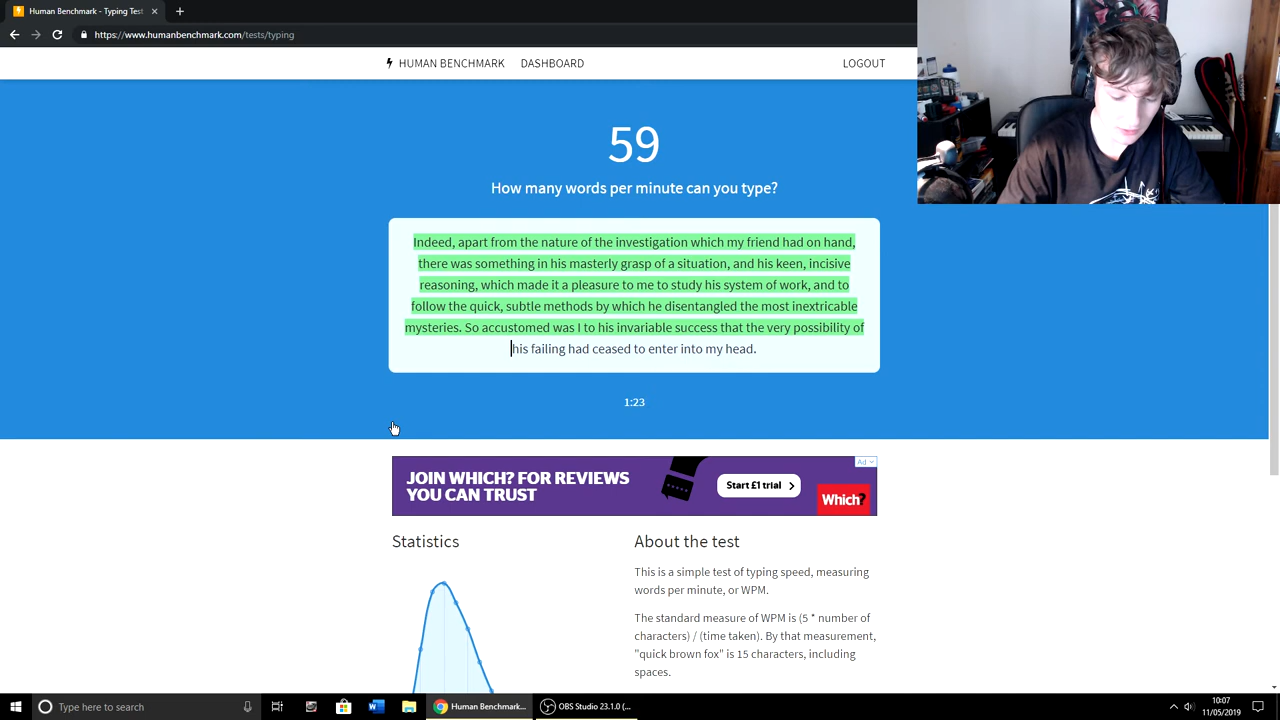 Human Benchmark - Typing Test
https://www.humanbenchmark.com/tests/typing
HUMAN BENCHMARK
DASHBOARD
LOGOUT
59
How many words per minute can you type?
Indeed, apart from the nature of the investigation which my friend had on hand,
there was something in his masterly grasp of a situation, and his keen, incisive
reasoning, which made it a pleasure to me to study his system of work, and to
follow the quick, subtle methods by which he disentangled the most inextricable
mysteries. So accustomed was I to his invariable success that the very possibility of
his failing had ceased to enter into my head.
1:23
JOIN WHICH? FOR REVIEWS
YOU CAN TRUST
Start £1 trial
Which?
Ad
Statistics
About the test
This is a simple test of typing speed, measuring
words per minute, or WPM.
The standard measure of WPM is (5 * number of
characters) / (time taken). By that measurement,
"quick brown fox" is 15 characters, including
spaces.
Type here to search
Human Benchmark...
OBS Studio 23.1.0 (...
10:07
11/05/2019